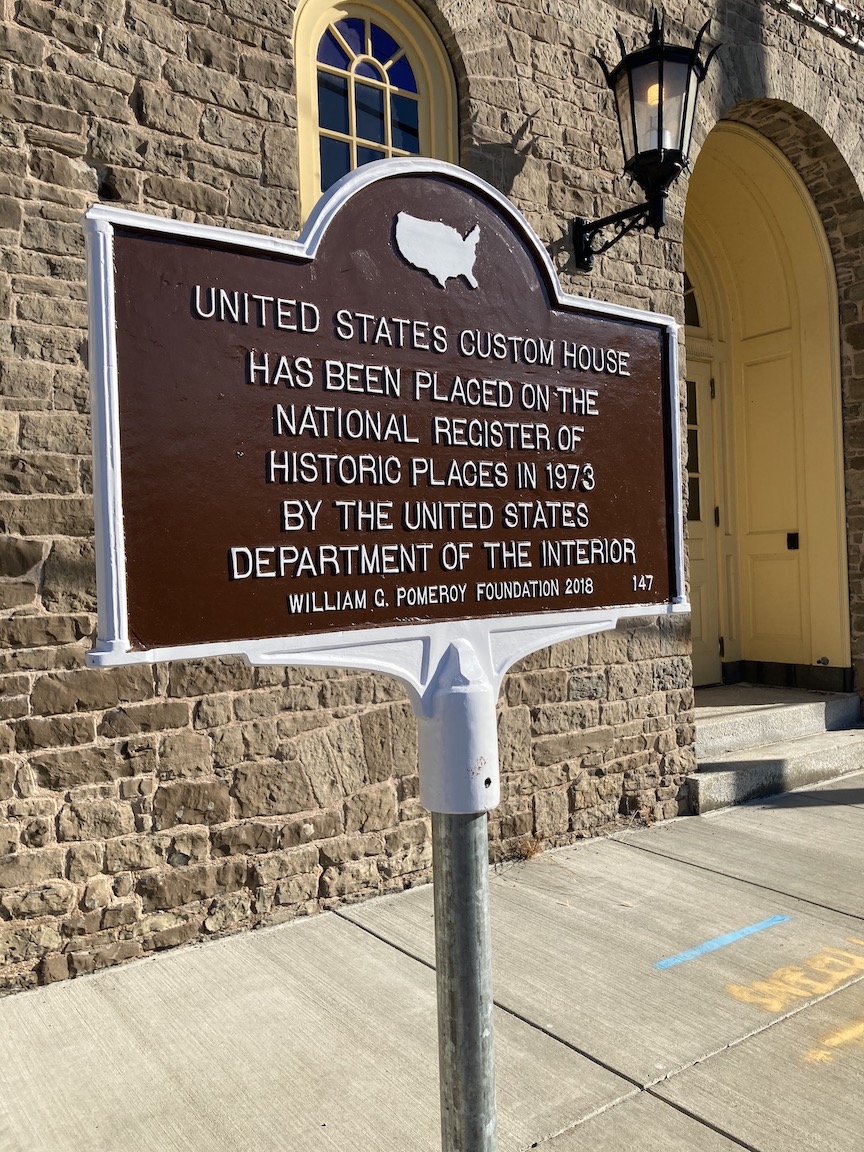 UNITED STATES CUSTOM HOUSE
HAS BEEN PLACED ON THE
NATIONAL REGISTER OF
HISTORIC PLACES IN 1973
BY THE UNITED STATES
DEPARTMENT OF THE INTERIOR
WILLIAM G. POMEROY FOUNDATION 2018 147